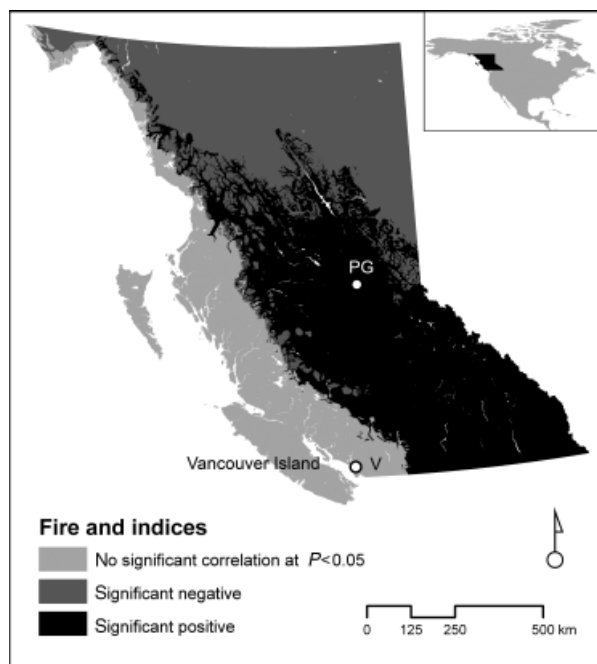 PG
Vancouver Island
V
Fire and indices
No significant correlation at P<0.05
Significant negative
Significant positive
0 125 250 500 km